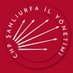 CHP ŞANLIURFA İL YÖNETİMİ